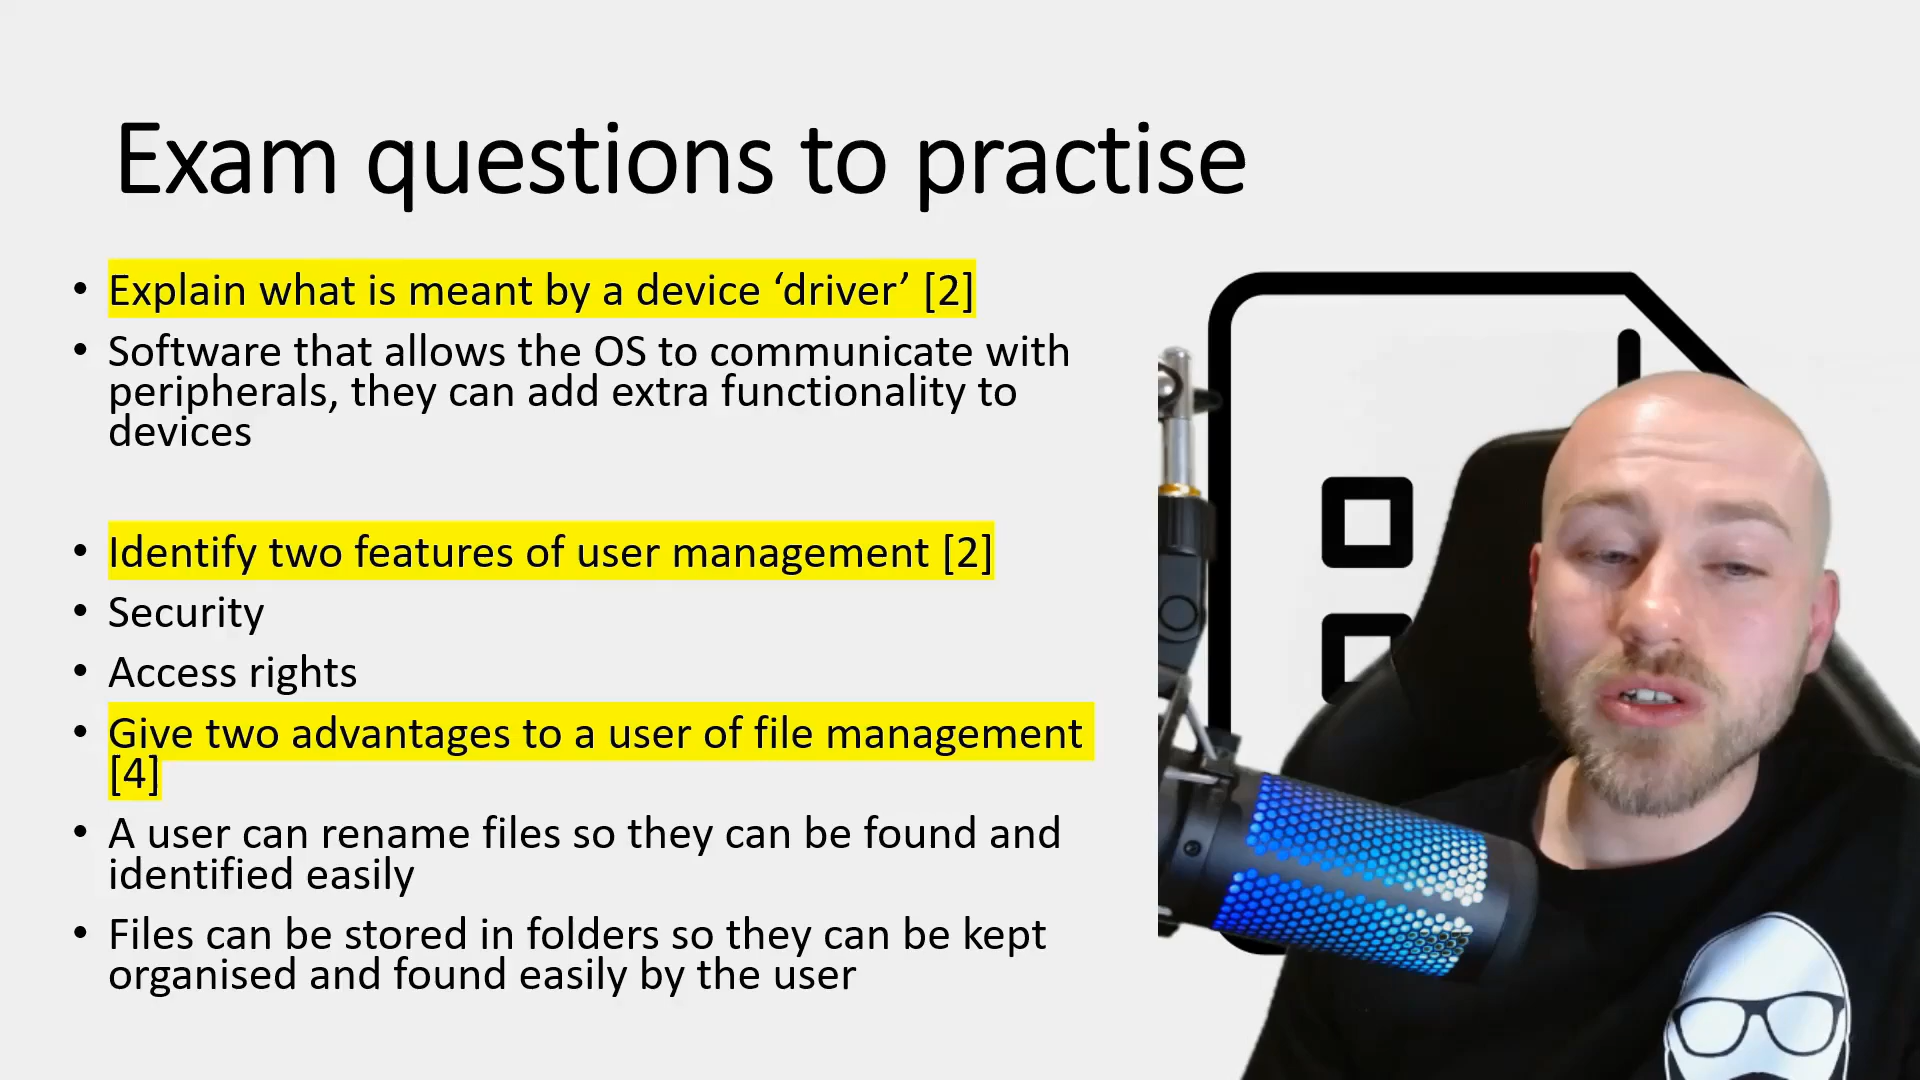 Exam questions to practise
• Explain what is meant by a device ‘driver’ [2]
• Software that allows the OS to communicate with
peripherals, they can add extra functionality to
devices
• Identify two features of user management [2]
• Security
• Access rights
• Give two advantages to a user of file management
[4]
• A user can rename files so they can be found and
identified easily
• Files can be stored in folders so they can be kept
organised and found easily by the user